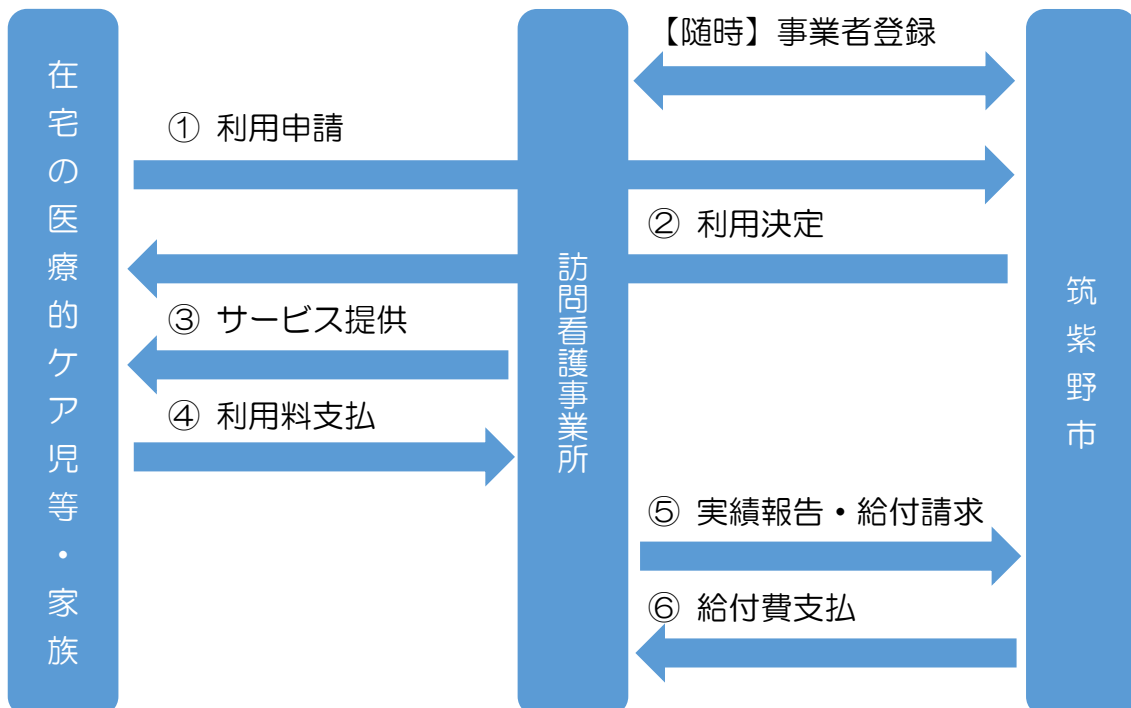 在宅の医療的ケア児等・家族
訪問看護事業所
筑紫野市
【随時】事業者登録
① 利用申請
② 利用決定
③ サービス提供
④ 利用料支払
⑤ 実績報告・給付請求
⑥ 給付費支払